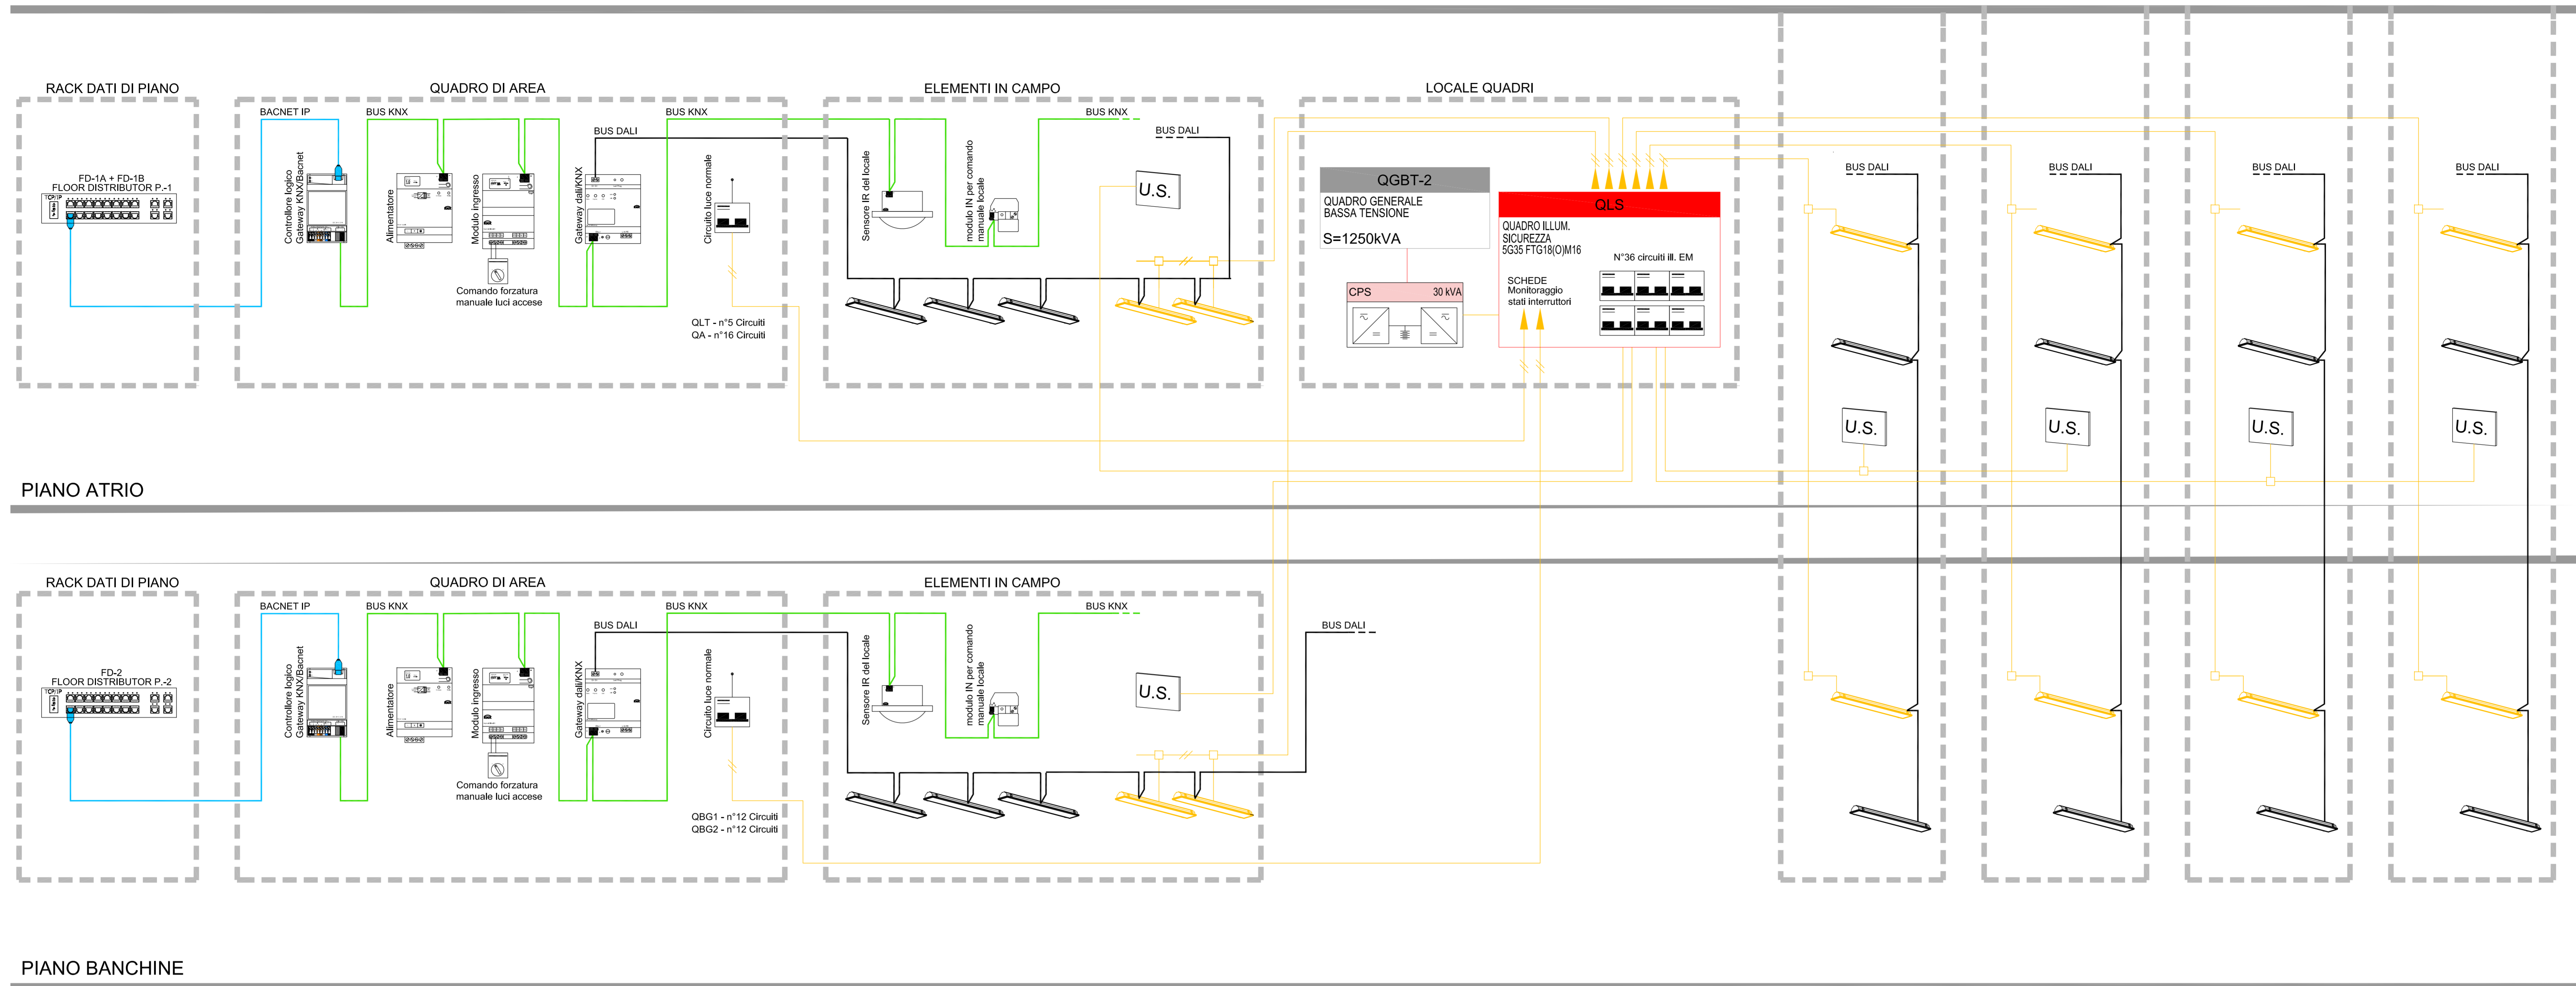 RACK DATI DI PIANO
QUADRO DI AREA
ELEMENTI IN CAMPO
LOCALE QUADRI
BACNET IP
BUS KNX
BUS DALI
BUS KNX
BUS KNX
BUS DALI
FD-1A + FD-1B
FLOOR DISTRIBUTOR P.-1
TCP/IP
Controllore logico
Gateway KNX/Bacnet
Alimentatore
Modulo ingresso
Gateway dali/KNX
Circuito luce normale
Comando forzatura
manuale luci accese
QLT - n°5 Circuiti
QA - n°16 Circuiti
Sensore IR del locale
modulo IN per comando
manuale locale
U.S.
QGBT-2
QUADRO GENERALE
BASSA TENSIONE
S=1250kVA
CPS 30 kVA
QLS
QUADRO ILLUM.
SICUREZZA
5G35 FTG18(O)M16
N°36 circuiti ill. EM
SCHEDE
Monitoraggio
stati interruttori
BUS DALI
BUS DALI
BUS DALI
BUS DALI
U.S.
U.S.
U.S.
U.S.
PIANO ATRIO
RACK DATI DI PIANO
QUADRO DI AREA
ELEMENTI IN CAMPO
BACNET IP
BUS KNX
BUS DALI
BUS KNX
BUS KNX
BUS DALI
FD-2
FLOOR DISTRIBUTOR P.-2
TCP/IP
Controllore logico
Gateway KNX/Bacnet
Alimentatore
Modulo ingresso
Gateway dali/KNX
Circuito luce normale
Comando forzatura
manuale luci accese
QBG1 - n°12 Circuiti
QBG2 - n°12 Circuiti
Sensore IR del locale
modulo IN per comando
manuale locale
U.S.
PIANO BANCHINE